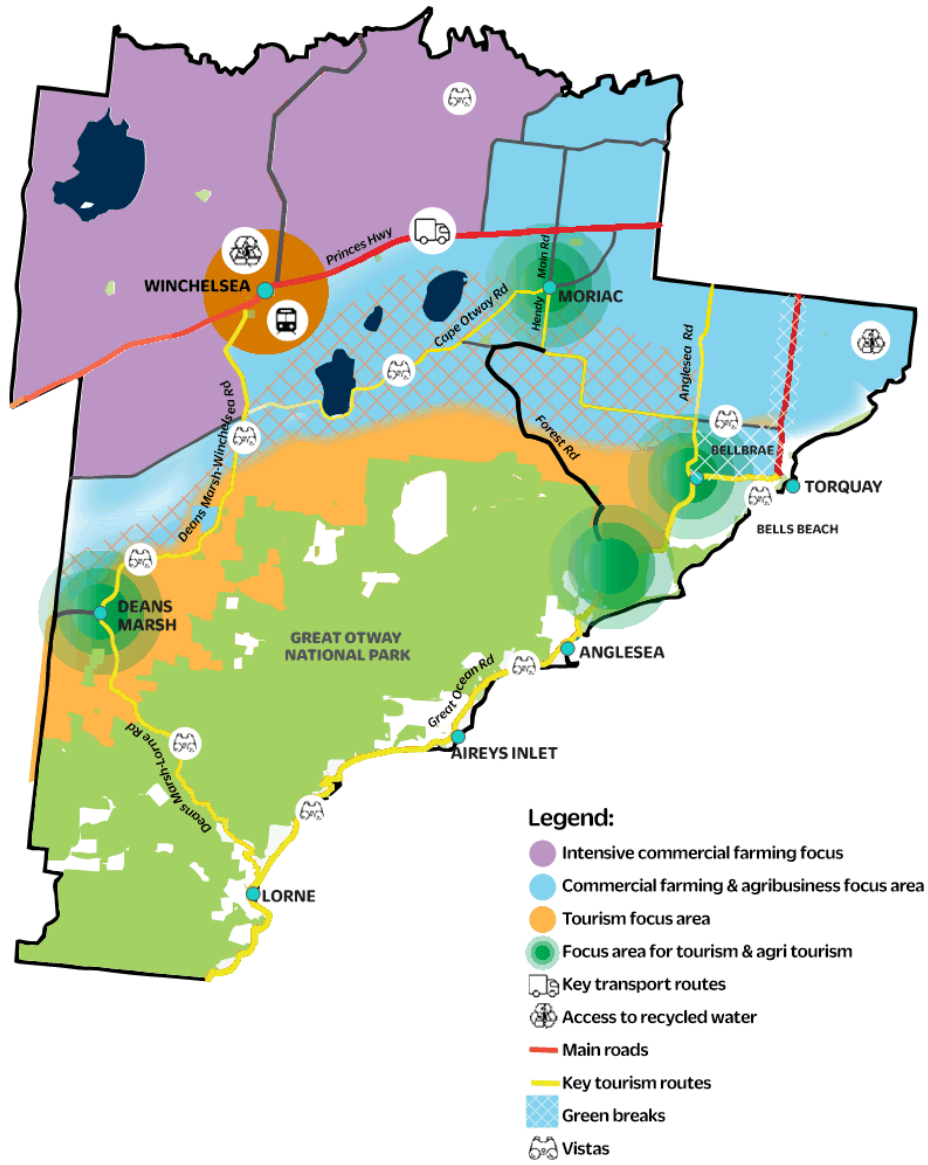 Princes Hwy
WINCHELSEA
Main Rd
Hendy
MORIAC
Cape Otway Rd
Anglesea Rd
Deans Marsh-Winchelsea Rd
Forest Rd
BELLBRAE
TORQUAY
BELLS BEACH
DEANS
MARSH
GREAT OTWAY
NATIONAL PARK
ANGLESEA
Great Ocean Rd
AIREYS INLET
Deans Marsh-Lorne Rd
LORNE
Legend:
Intensive commercial farming focus
Commercial farming & agribusiness focus area
Tourism focus area
Focus area for tourism & agri tourism
Key transport routes
Access to recycled water
Main roads
Key tourism routes
Green breaks
Vistas